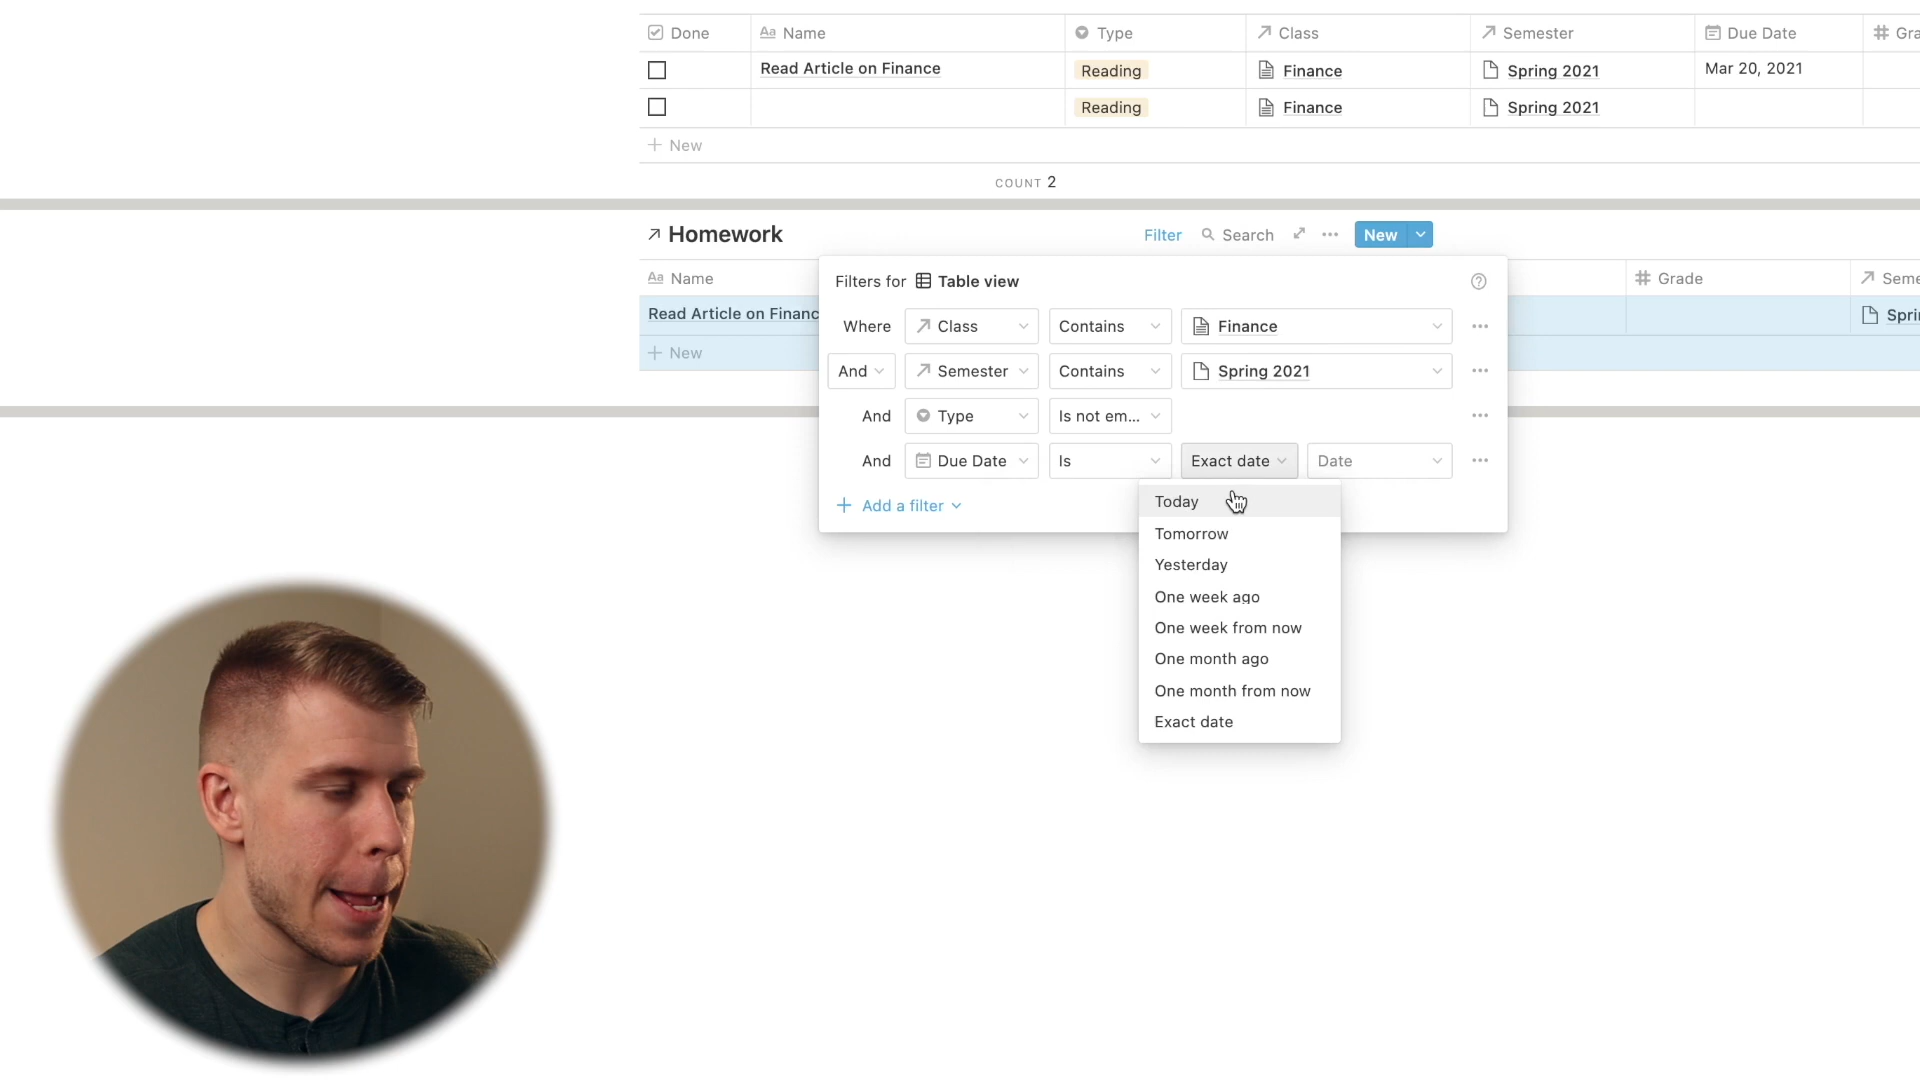 Done Name Type Class Semester Due Date Gra
Read Article on Finance Reading Finance Spring 2021 Mar 20, 2021
Reading Finance Spring 2021
+ New
COUNT 2
Homework Filter Search New
Aa Name Grade Seme
Read Article on Financ Spri
+ New
Filters for Table view
Where Class Contains Finance
And Semester Contains Spring 2021
And Type Is not em...
And Due Date Is Exact date Date
+ Add a filter
Today
Tomorrow
Yesterday
One week ago
One week from now
One month ago
One month from now
Exact date